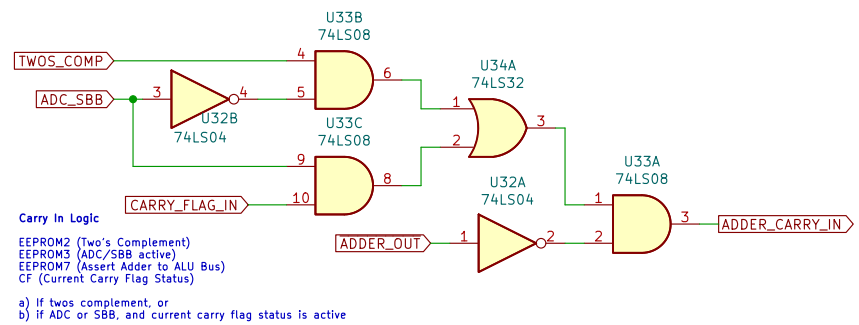 U33B
74LS08
TWOS_COMP
4
6
5
ADC_SBB
3
4
U32B
74LS04
U34A
74LS32
1
2
3
U33C
74LS08
9
8
10
CARRY_FLAG_IN
U33A
74LS08
1
3
2
ADDER_CARRY_IN
U32A
74LS04
ADDER_OUT
1
2
Carry In Logic
EEPROM2 (Two's Complement)
EEPROM3 (ADC/SBB active)
EEPROM7 (Assert Adder to ALU Bus)
CF (Current Carry Flag Status)
a) If twos complement, or
b) if ADC or SBB, and current carry flag status is active